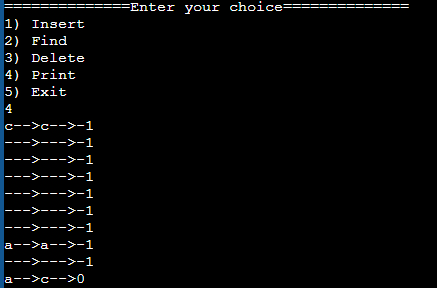 ==============Enter your choice==============
1) Insert
2) Find
3) Delete
4) Print
5) Exit
4
c-->c-->-1
--->--->-1
--->--->-1
--->--->-1
--->--->-1
--->--->-1
--->--->-1
a-->a-->-1
--->--->-1
a-->c-->0